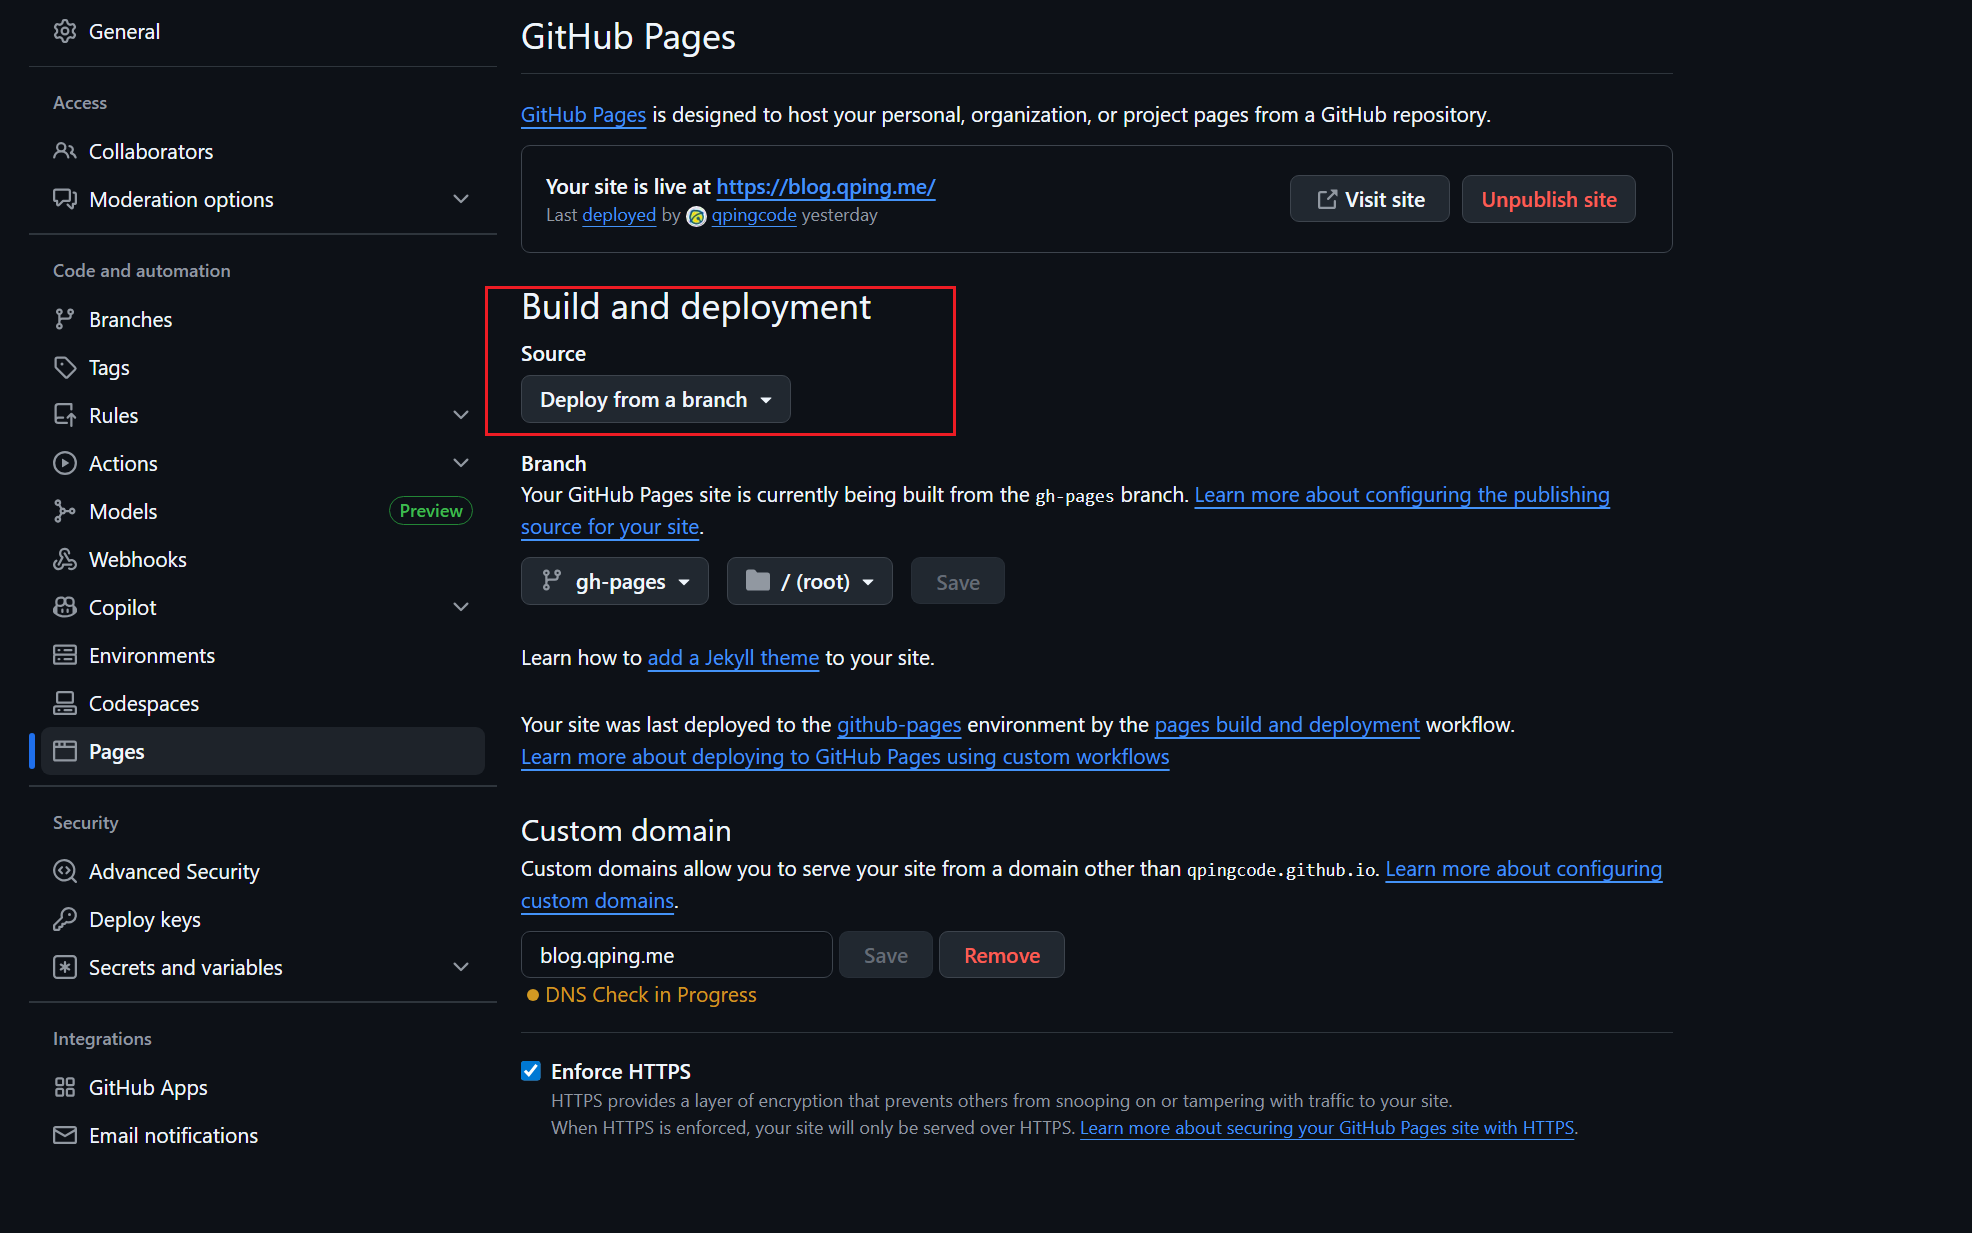 General
Access
Collaborators
Moderation options
Code and automation
Branches
Tags
Rules
Actions
Models Preview
Webhooks
Copilot
Environments
Codespaces
Pages
Security
Advanced Security
Deploy keys
Secrets and variables
Integrations
GitHub Apps
Email notifications
GitHub Pages
GitHub Pages is designed to host your personal, organization, or project pages from a GitHub repository.
Your site is live at https://blog.qping.me/
Last deployed by qpingcode yesterday
Visit site
Unpublish site
Build and deployment
Source
Deploy from a branch
Branch
Your GitHub Pages site is currently being built from the gh-pages branch. Learn more about configuring the publishing
source for your site.
gh-pages / (root) Save
Learn how to add a Jekyll theme to your site.
Your site was last deployed to the github-pages environment by the pages build and deployment workflow.
Learn more about deploying to GitHub Pages using custom workflows
Custom domain
Custom domains allow you to serve your site from a domain other than qpingcode.github.io. Learn more about configuring
custom domains.
blog.qping.me Save Remove
DNS Check in Progress
Enforce HTTPS
HTTPS provides a layer of encryption that prevents others from snooping on or tampering with traffic to your site.
When HTTPS is enforced, your site will only be served over HTTPS. Learn more about securing your GitHub Pages site with HTTPS.